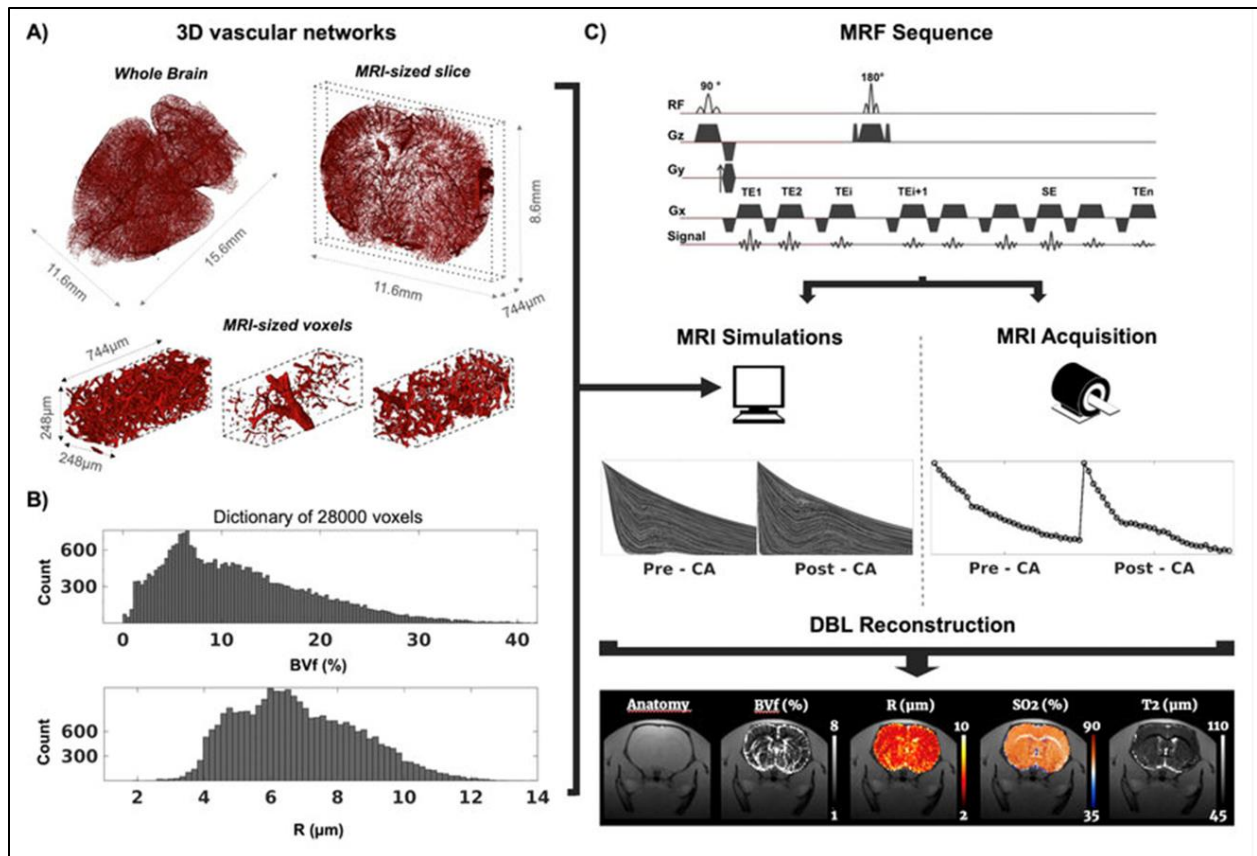 A)
3D vascular networks
Whole Brain
MRI-sized slice
11.6mm
15.6mm
8.6mm
11.6mm
744µm
MRI-sized voxels
744µm
248µm
248µm
B)
Dictionary of 28000 voxels
Count
600
300
0 10 20 30 40
BVf (%)
Count
600
300
2 4 6 8 10 12 14
R (µm)
C)
MRF Sequence
90 °
180°
RF
Gz
Gy
TE1 TE2 TEi TEi+1 SE TEn
Gx
Signal
MRI Simulations
MRI Acquisition
Pre - CA
Post - CA
Pre - CA
Post - CA
DBL Reconstruction
Anatomy
BVf (%)
8
1
R (µm)
10
2
SO2 (%)
90
35
T2 (µm)
110
45